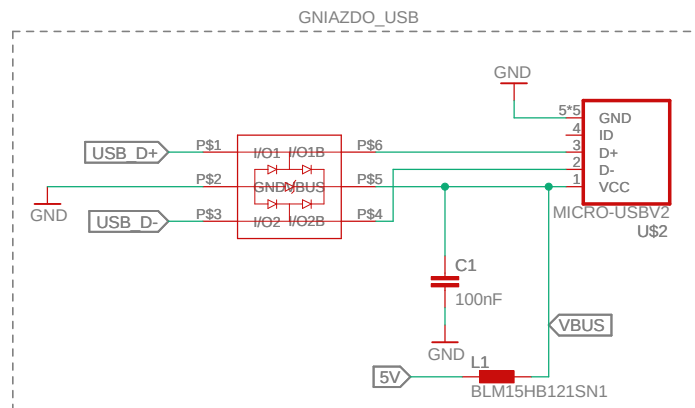 GNIAZDO_USB
GND
5*5
GND
4
ID
3
D+
2
D-
1
VCC
MICRO-USBV2
U$2
USB_D+
P$1
I/O1
I/O1B
P$6
GND
P$2
GND
VBUS
P$5
USB_D-
P$3
I/O2
I/O2B
P$4
C1
100nF
GND
VBUS
5V
L1
BLM15HB121SN1